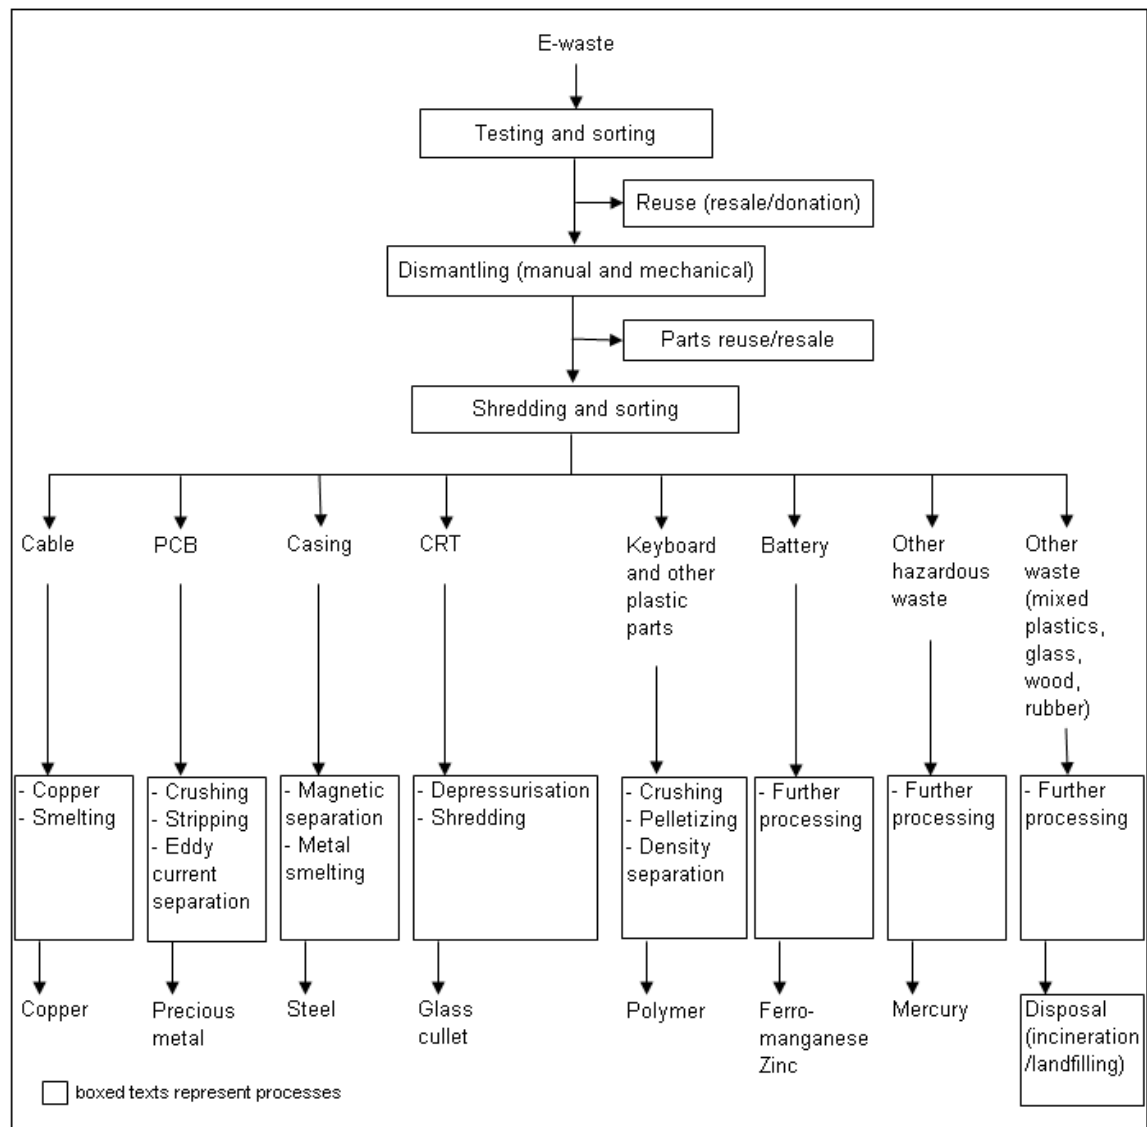 E-waste
Testing and sorting
Reuse (resale/donation)
Dismantling (manual and mechanical)
Parts reuse/resale
Shredding and sorting
Cable
PCB
Casing
CRT
Keyboard
and other
plastic
parts
Battery
Other
hazardous
waste
Other
waste
(mixed
plastics,
glass,
wood,
rubber)
- Copper
- Smelting
- Crushing
- Stripping
- Eddy
current
separation
- Magnetic
separation
- Metal
smelting
- Depressurisation
- Shredding
- Crushing
- Pelletizing
- Density
separation
- Further
processing
- Further
processing
- Further
processing
Copper
Precious
metal
Steel
Glass
cullet
Polymer
Ferro-
manganese
Zinc
Mercury
Disposal
(incineration
/landfilling)
boxed texts represent processes